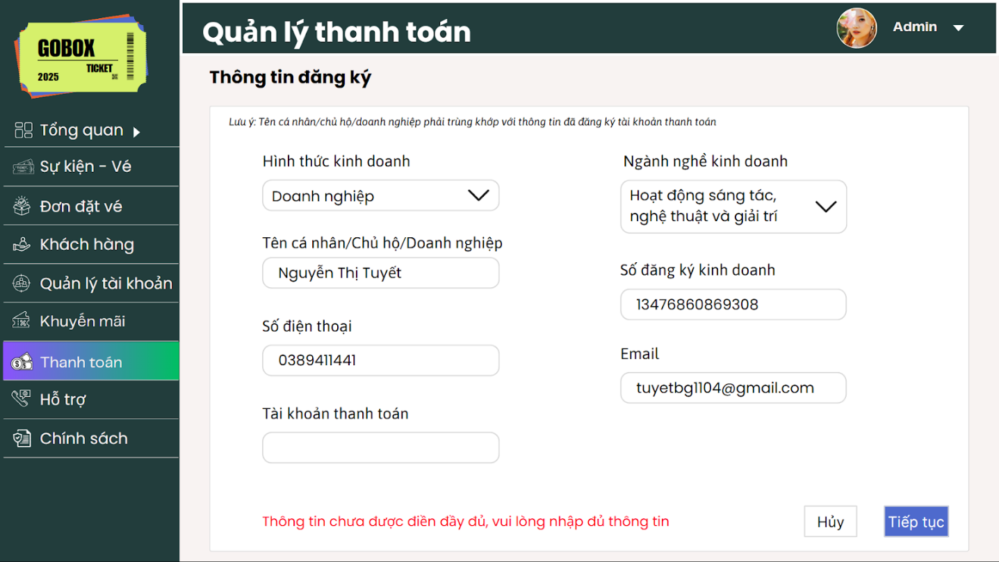 GOBOX
TICKET
2025
Tổng quan
Sự kiện - Vé
Đơn đặt vé
Khách hàng
Quản lý tài khoản
Khuyến mãi
Thanh toán
Hỗ trợ
Chính sách
Quản lý thanh toán
Admin
Thông tin đăng ký
Lưu ý: Tên cá nhân/chủ hộ/doanh nghiệp phải trùng khớp với thông tin đã đăng ký tài khoản thanh toán
Hình thức kinh doanh
Doanh nghiệp
Tên cá nhân/Chủ hộ/Doanh nghiệp
Nguyễn Thị Tuyết
Số điện thoại
0389411441
Tài khoản thanh toán
Ngành nghề kinh doanh
Hoạt động sáng tác,
nghệ thuật và giải trí
Số đăng ký kinh doanh
13476860869308
Email
tuyetbg1104@gmail.com
Thông tin chưa được điền dầy đủ, vui lòng nhập đủ thông tin
Hủy
Tiếp tục